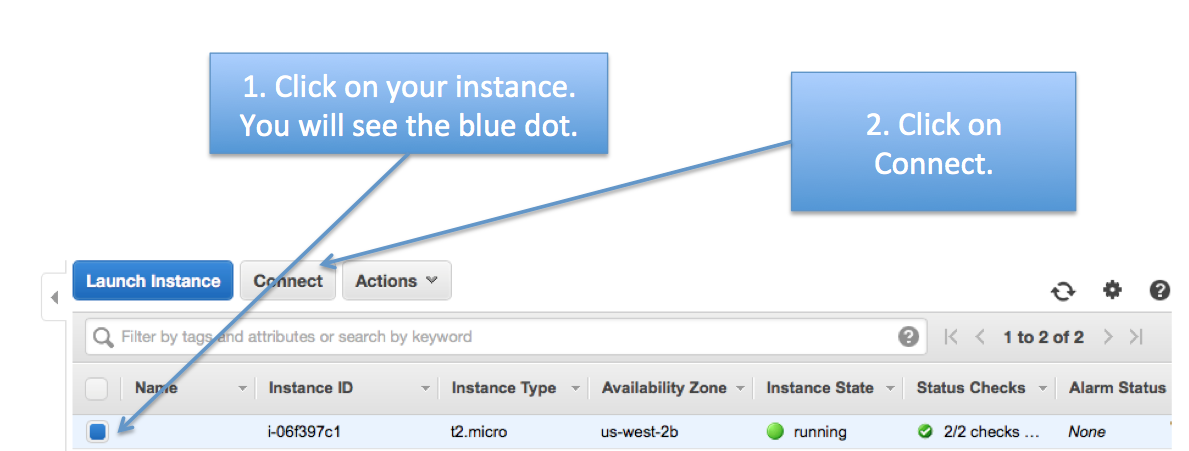 1. Click on your instance.
You will see the blue dot.
2. Click on
Connect.
Launch Instance Connect Actions
Filter by tags and attributes or search by keyword ? 1 to 2 of 2
Name Instance ID Instance Type Availability Zone Instance State Status Checks Alarm Status
i-06f397c1 t2.micro us-west-2b running 2/2 checks ... None